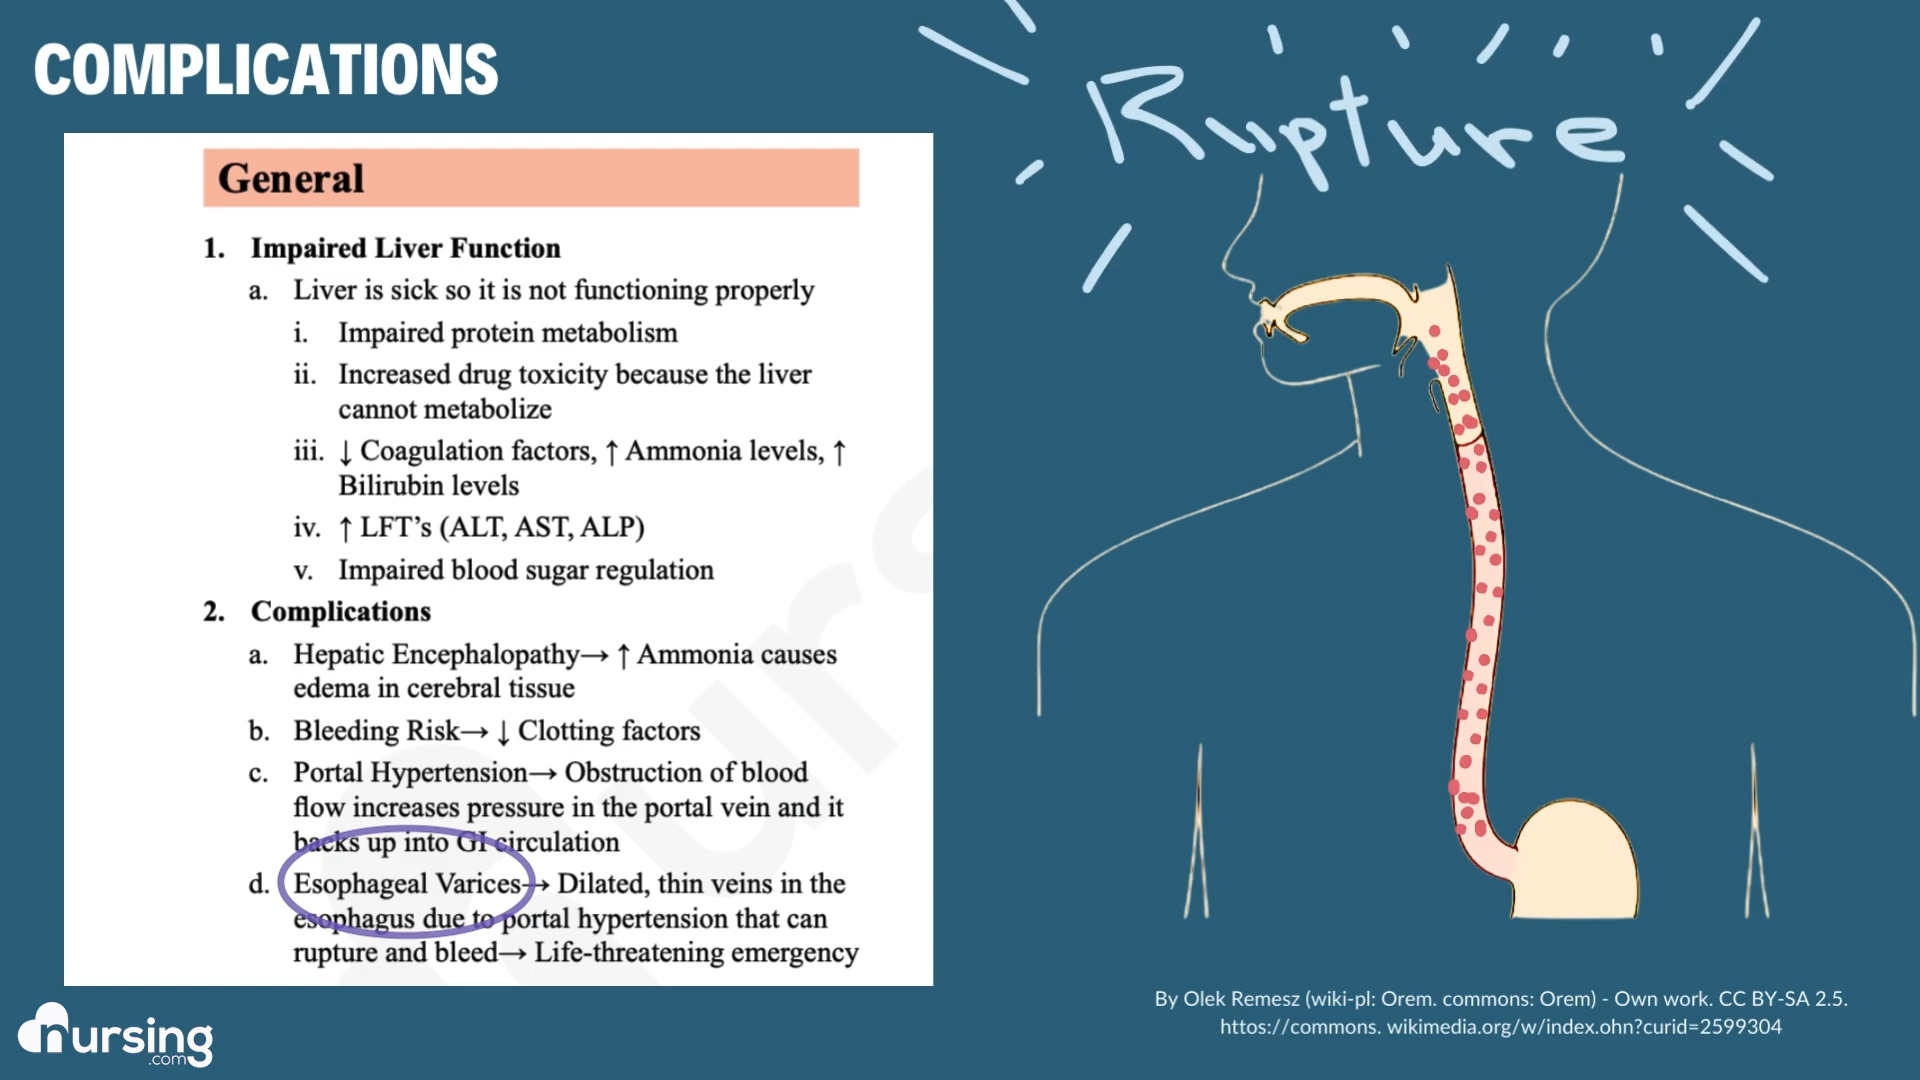 COMPLICATIONS
Rupture
General
1. Impaired Liver Function
a. Liver is sick so it is not functioning properly
i. Impaired protein metabolism
ii. Increased drug toxicity because the liver
cannot metabolize
iii. ↓ Coagulation factors, ↑ Ammonia levels, ↑
Bilirubin levels
iv. ↑ LFT's (ALT, AST, ALP)
v. Impaired blood sugar regulation
2. Complications
a. Hepatic Encephalopathy→ ↑ Ammonia causes
edema in cerebral tissue
b. Bleeding Risk→ ↓ Clotting factors
c. Portal Hypertension→ Obstruction of blood
flow increases pressure in the portal vein and it
backs up into GI circulation
d. Esophageal Varices→ Dilated, thin veins in the
esophagus due to portal hypertension that can
rupture and bleed→ Life-threatening emergency
By Olek Remesz (wiki-pl: Orem. commons: Orem) - Own work. CC BY-SA 2.5.
httos://commons. wikimedia.org/w/index.ohn?curid=2599304
nursing
.com